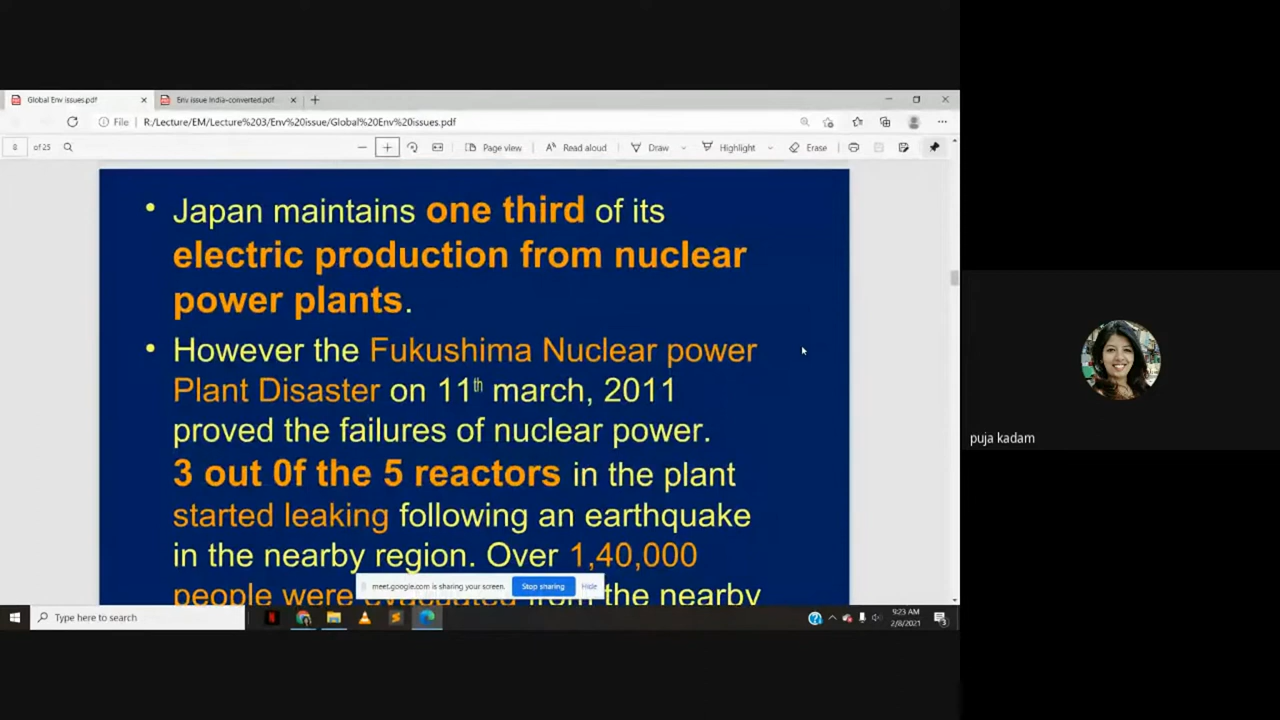 Global Env issues.pdf
Env issue India-converted.pdf
File
R:/Lecture/EM/Lecture%203/Env%20issue/Global%20Env%20issues.pdf
8 of 25
Page view
Read aloud
Draw
Highlight
Erase
• Japan maintains one third of its
electric production from nuclear
power plants.
• However the Fukushima Nuclear power
Plant Disaster on 11th march, 2011
proved the failures of nuclear power.
3 out 0f the 5 reactors in the plant
started leaking following an earthquake
in the nearby region. Over 1,40,000
people were evacuated from the nearby
meet.google.com is sharing your screen.
Stop sharing
Hide
puja kadam
Type here to search
9:23 AM
2/8/2021